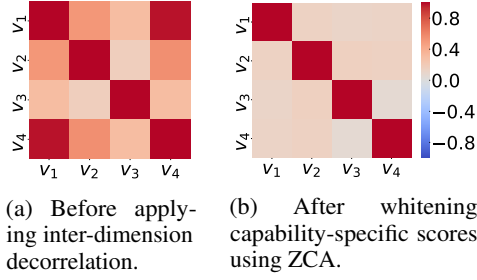 v1
v2
v3
v4
v1 v2 v3 v4
v1
v2
v3
v4
v1 v2 v3 v4
0.8
0.4
0.0
−0.4
−0.8
(a) Before apply-
ing inter-dimension
decorrelation.
(b) After whitening
capability-specific scores
using ZCA.